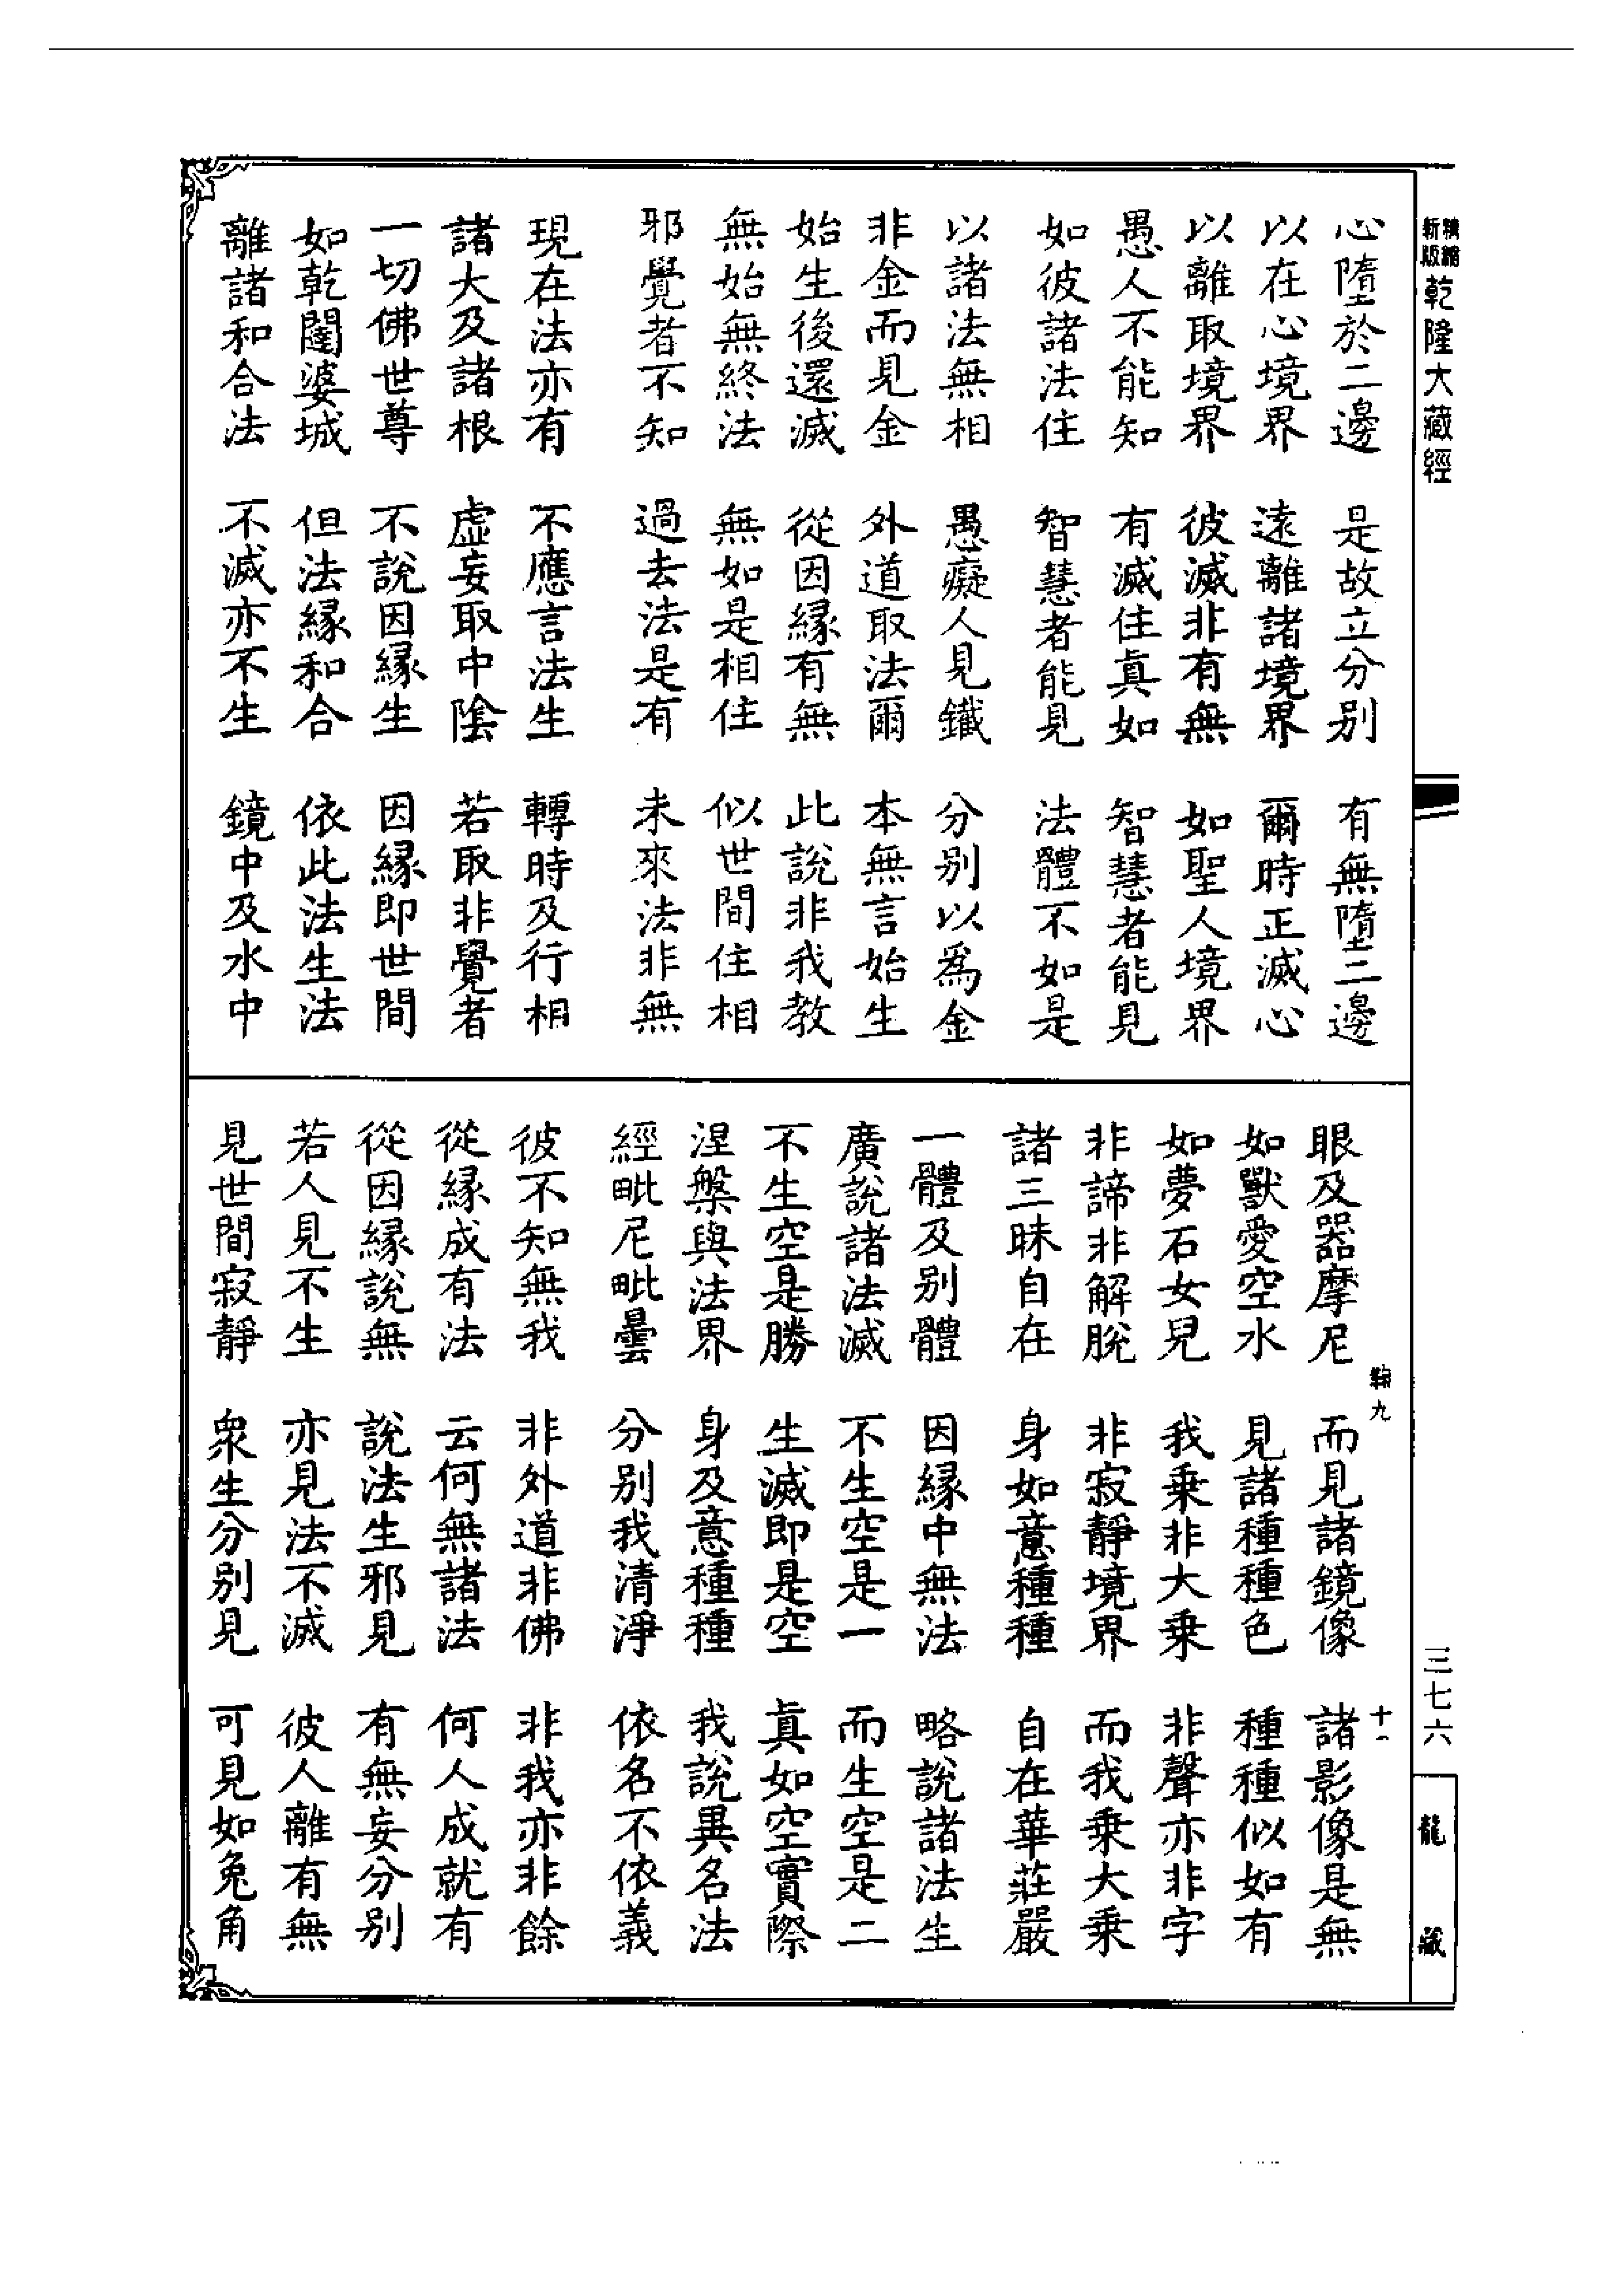 精縮新版乾隆大藏經
心墮於二邊　是故立分別　有無墮二邊
以在心境界　遠離諸境界　爾時正滅心
以離取境界　彼滅非有無　如聖人境界
愚人不能知　有滅住真如　智慧者能見
如彼諸法住　智慧者能見　法體不如是
以諸法無相　愚癡人見鐵　分別以為金
非金而見金　外道取法爾　本無言始生
始生後還滅　從因緣有無　此說非我教
無始無終法　無如是相住　似世間住相
邪覺者不知　過去法是有　未來法非無
現在法亦有　不應言法生　轉時及行相
諸大及諸根　虛妄取中陰　若取非覺者
一切佛世尊　不說因緣生　因緣即世間
如乾闥婆城　但法緣和合　依此法生法
離諸和合法　不滅亦不生　鏡中及水中
眼及器摩尼　而見諸鏡像　諸影像是無
如獸愛空水　見諸種種色　種種似如有
如夢石女兒　我乘非大乘　非聲亦非字
非諦非解脫　非寂靜境界　而我乘大乘
諸三昧自在　身如意種種　自在華莊嚴
一體及別體　因緣中無法　略說諸法生
廣說諸法滅　不生空是一　而生空是二
不生空是勝　生滅即是空　真如空實際
涅槃與法界　身及意種種　我說異名法
經毗尼毗曇　分別我清淨　依名不依義
彼不知無我　非外道非佛　非我亦非餘
從緣成有法　云何無諸法　何人成就有
從因緣說無　說法生邪見　有無妄分別
若人見不生　亦見法不滅　彼人離有無
見世間寂靜　眾生分別見　可見如兔角
九
三七六
龍藏